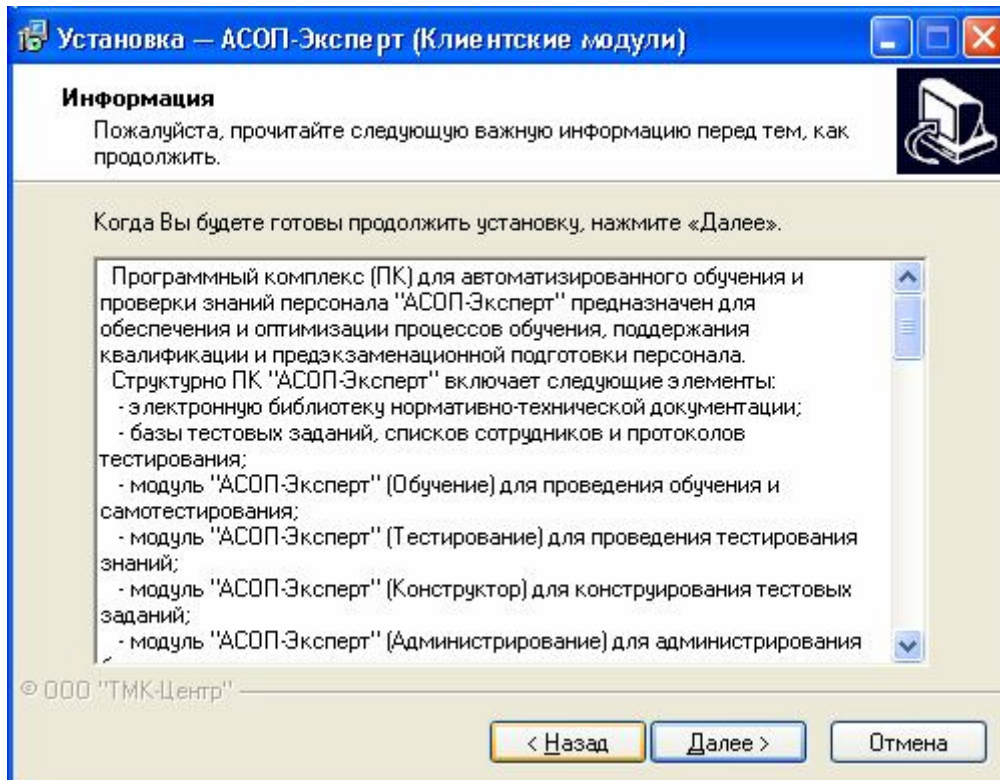 Установка — АСОП-Эксперт (Клиентские модули)
Информация
Пожалуйста, прочитайте следующую важную информацию перед тем, как
продолжить.
Когда Вы будете готовы продолжить установку, нажмите «Далее».
Программный комплекс (ПК) для автоматизированного обучения и
проверки знаний персонала "АСОП-Эксперт" предназначен для
обеспечения и оптимизации процессов обучения, поддержания
квалификации и предэкзаменационной подготовки персонала.
Структурно ПК "АСОП-Эксперт" включает следующие элементы:
- электронную библиотеку нормативно-технической документации;
- базы тестовых заданий, списков сотрудников и протоколов
тестирования;
- модуль "АСОП-Эксперт" (Обучение) для проведения обучения и
самотестирования;
- модуль "АСОП-Эксперт" (Тестирование) для проведения тестирования
знаний;
- модуль "АСОП-Эксперт" (Конструктор) для конструирования тестовых
заданий;
- модуль "АСОП-Эксперт" (Администрирование) для администрирования
© ООО "ТМК-Центр"
< Назад Далее > Отмена